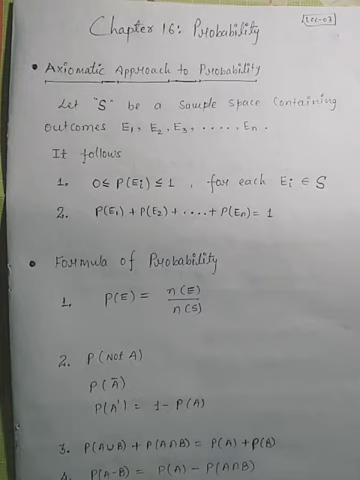 Lec-03
Chapter 16: Probability
• Axiomatic Approach to Probability
Let "S" be a Sample Space Containing
outcomes E₁, E₂, E₃, ....., Eₙ.
It follows
1. 0 ≤ P(Eᵢ) ≤ 1, for each Eᵢ ∈ S
2. P(E₁) + P(E₂) + .... + P(Eₙ) = 1
• Formula of Probability
1. P(E) = n(E)
n(S)
2. P(Not A)
P(Ā)
P(A') = 1 - P(A)
3. P(A∪B) + P(A∩B) = P(A) + P(B)
4. P(A-B) = P(A) - P(A∩B)